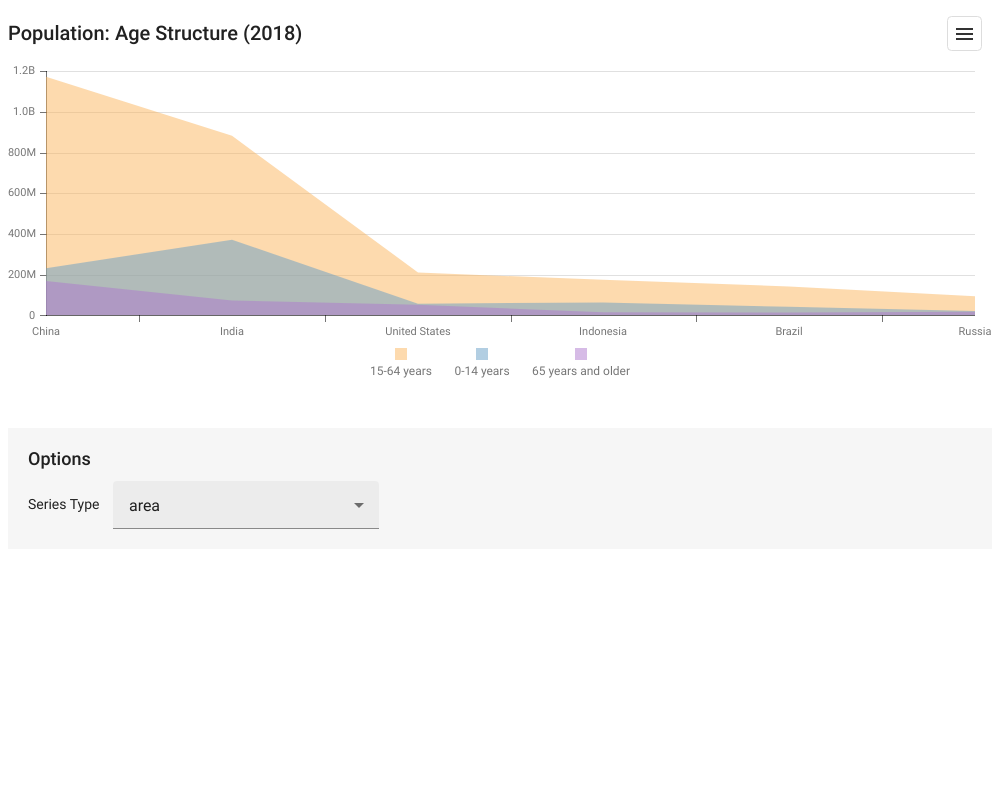 Population: Age Structure (2018)
1.2B
1.0B
800M
600M
400M
200M
0
China India United States Indonesia Brazil Russia
15-64 years 0-14 years 65 years and older
Options
Series Type area